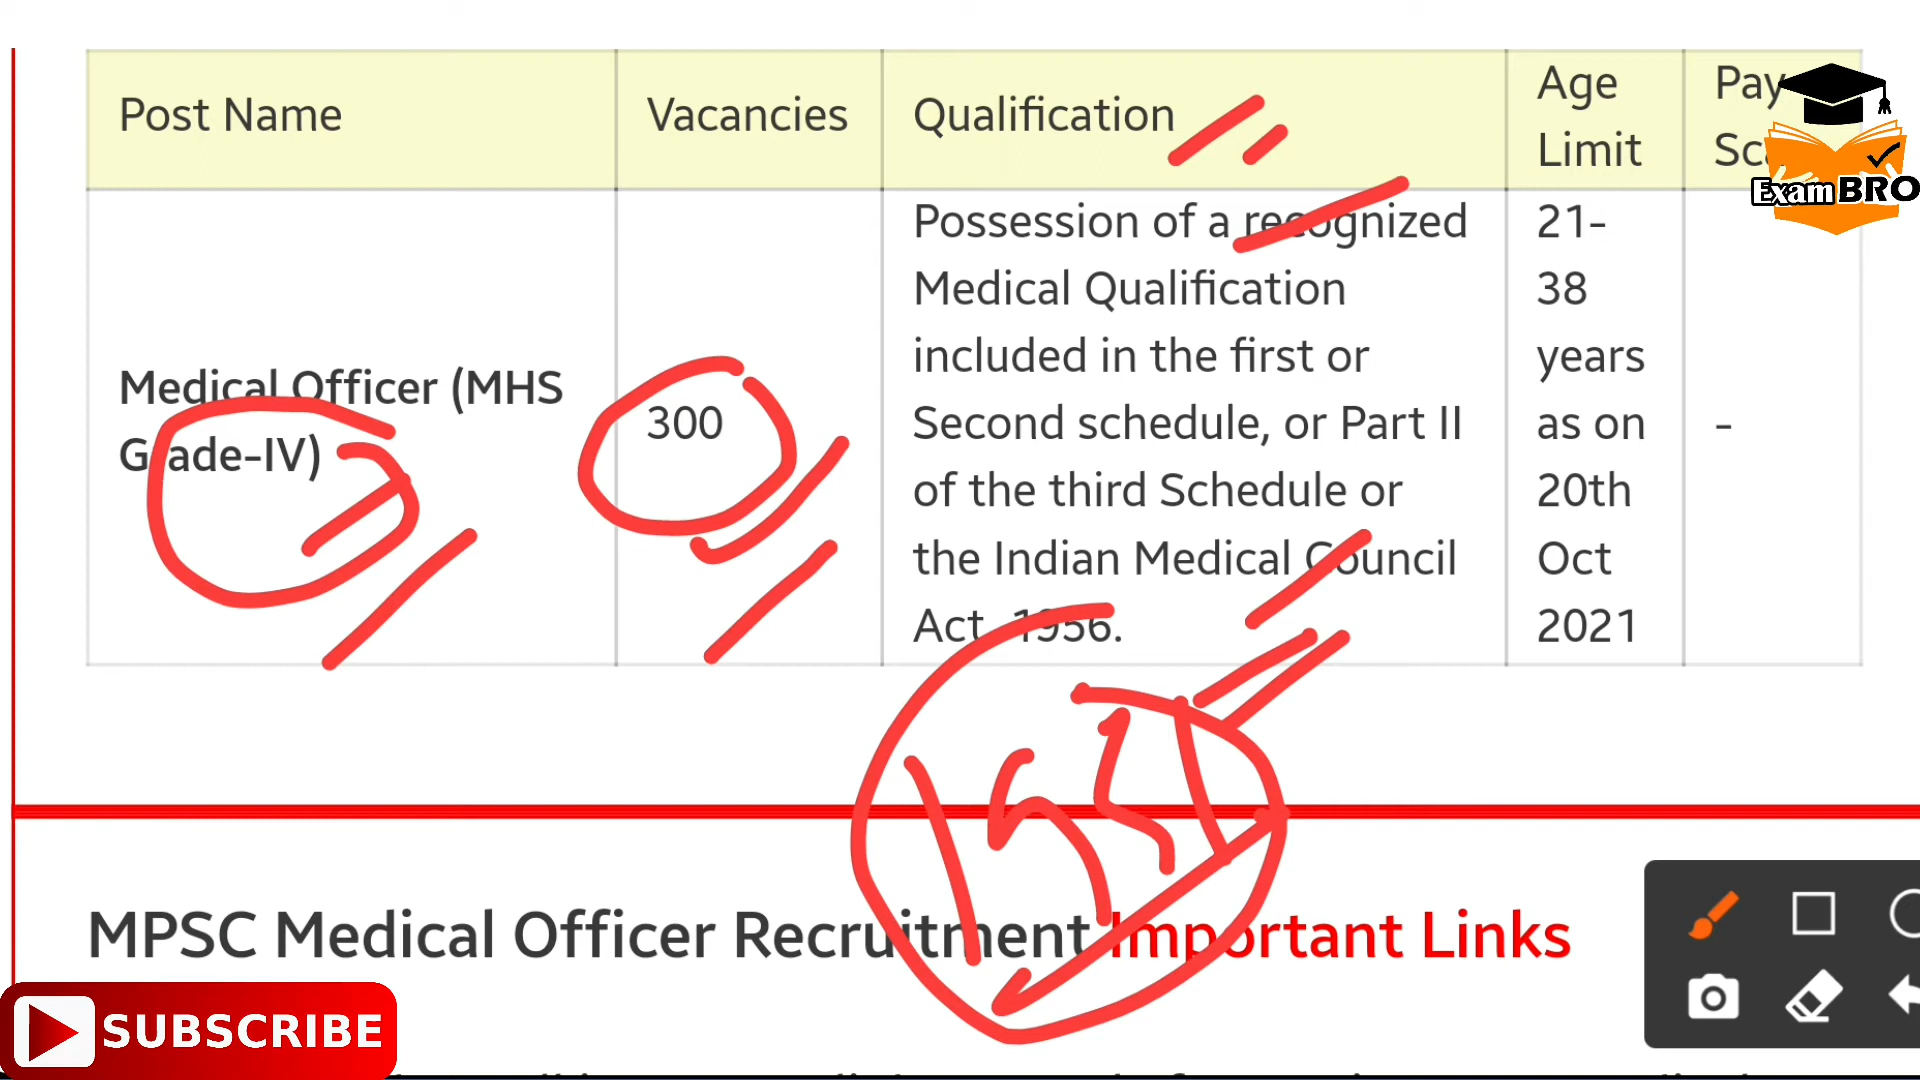 Post Name
Vacancies
Qualification
Age
Limit
Pay
Medical Officer (MHS
Grade-IV)
300
Possession of a recognized
Medical Qualification
included in the first or
Second schedule, or Part II
of the third Schedule or
the Indian Medical Council
Act, 1956.
21-
38
years
as on
20th
Oct
2021
-
Exam BRO
MPSC Medical Officer Recruitment Important Links
SUBSCRIBE